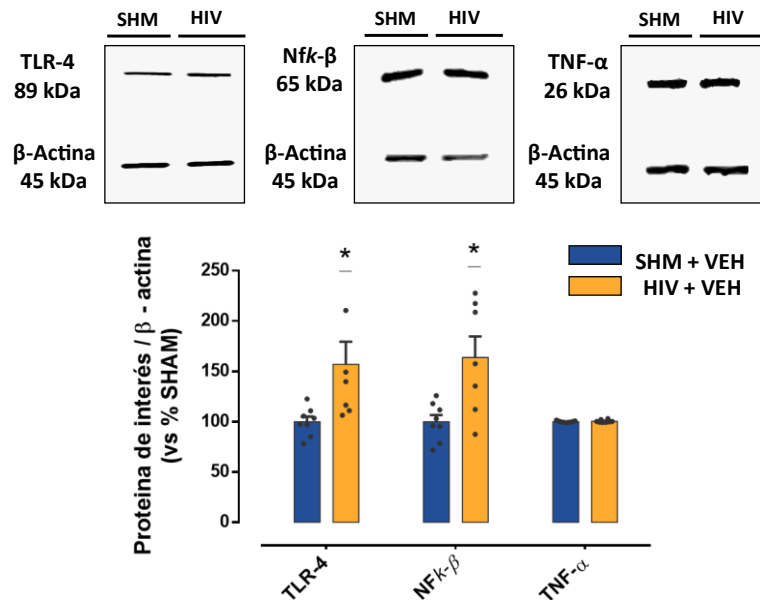 SHM HIV
TLR-4
89 kDa
β-Actina
45 kDa
SHM HIV
Nfk-β
65 kDa
β-Actina
45 kDa
SHM HIV
TNF-α
26 kDa
β-Actina
45 kDa
Proteina de interés / β - actina
(vs % SHAM)
250
200
150
100
50
0
*
*
SHM + VEH
HIV + VEH
TLR-4
NFk-β
TNF-α